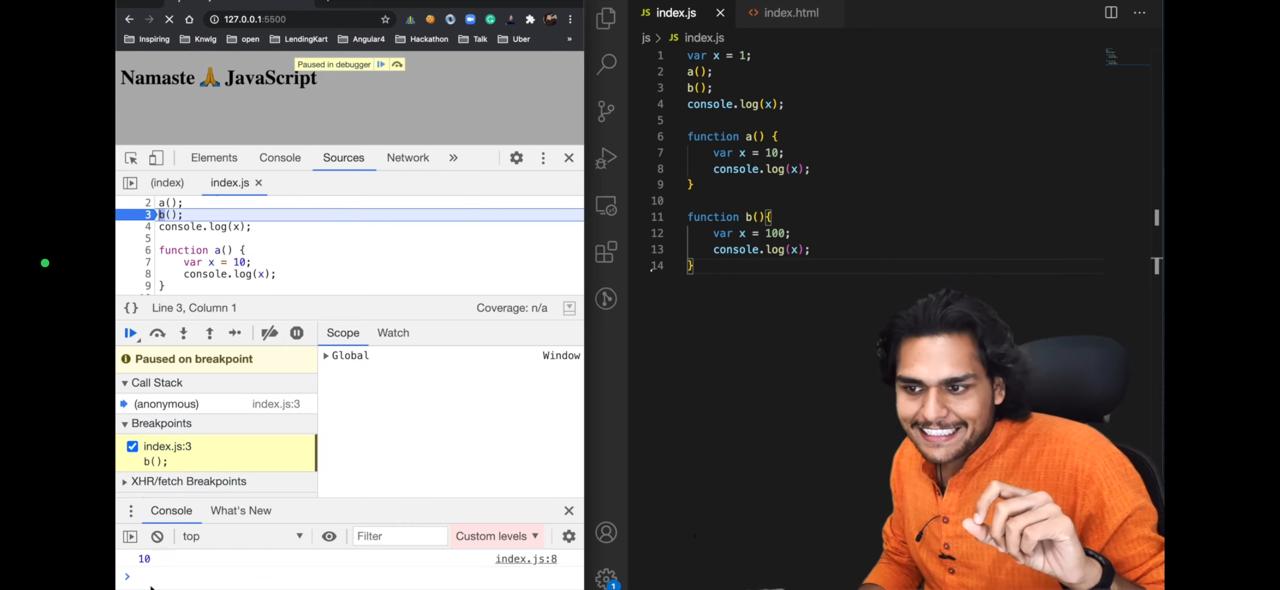 127.0.0.1:5500
Inspiring Knwlg open LendingKart Angular4 Hackathon Talk Uber »
Paused in debugger
Namaste 🙏 JavaScript
Elements Console Sources Network »
(index) index.js ×
2 a();
3 b();
4 console.log(x);
5
6 function a() {
7 var x = 10;
8 console.log(x);
9 }
{} Line 3, Column 1 Coverage: n/a
Scope Watch
Paused on breakpoint
Global Window
Call Stack
(anonymous) index.js:3
Breakpoints
index.js:3
b();
XHR/fetch Breakpoints
Console What's New
top Filter Custom levels
10 index.js:8
>
JS index.js × <> index.html
js > JS index.js
1 var x = 1;
2 a();
3 b();
4 console.log(x);
5
6 function a() {
7 var x = 10;
8 console.log(x);
9 }
10
11 function b(){
12 var x = 100;
13 console.log(x);
14 }
1